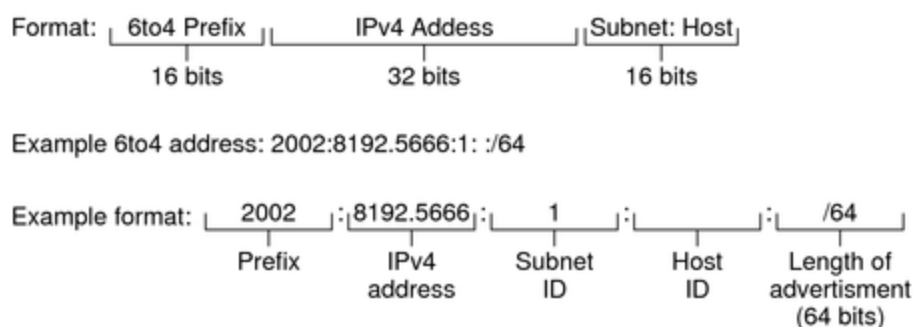 Format: 6to4 Prefix IPv4 Addess Subnet: Host
16 bits 32 bits 16 bits
Example 6to4 address: 2002:8192.5666:1: :/64
Example format: 2002 : 8192.5666 : 1 : : /64
Prefix IPv4 Subnet Host Length of
address ID ID advertisment
(64 bits)